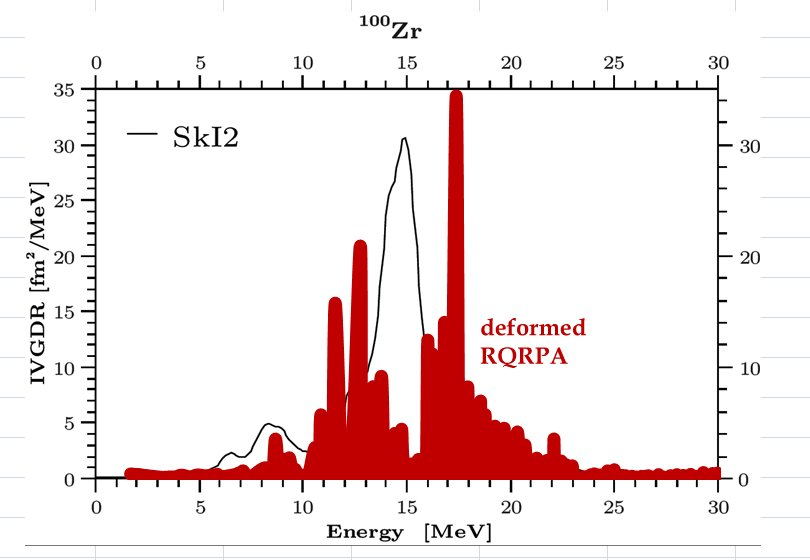 ¹⁰⁰Zr
0 5 10 15 20 25 30
35
30 30
25
20 20
15
10 10
5
0 0
SkI2
deformed
RQRPA
IVGDR [fm²/MeV]
0 5 10 15 20 25 30
Energy [MeV]